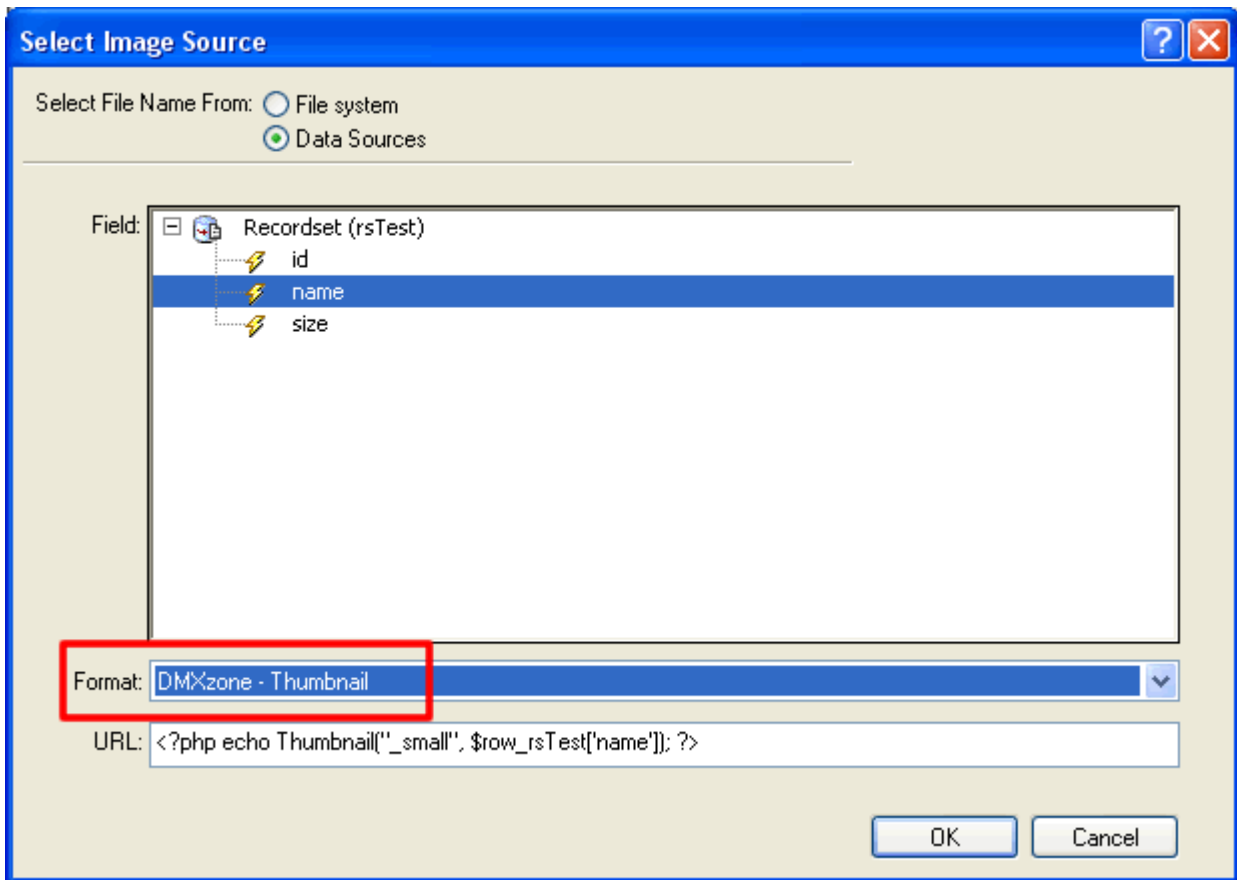 Select Image Source
Select File Name From: File system
Data Sources
Field: Recordset (rsTest)
id
name
size
Format: DMXzone - Thumbnail
URL: <?php echo Thumbnail("_small", $row_rsTest['name']); ?>
OK Cancel